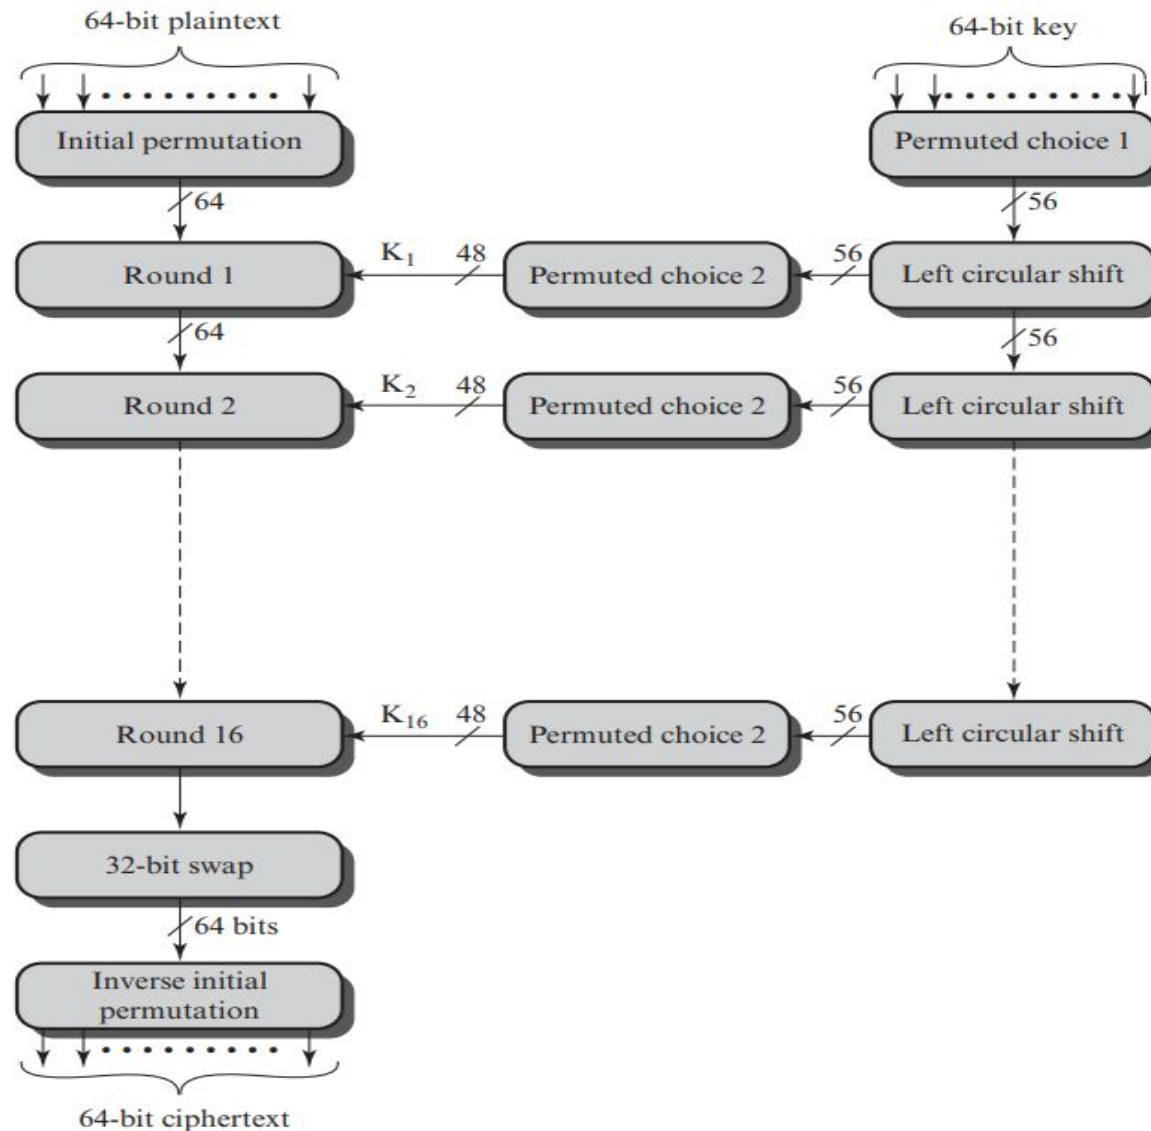 64-bit plaintext
64-bit key
Initial permutation
Permuted choice 1
64
56
Round 1
K1
48
Permuted choice 2
56
Left circular shift
64
56
Round 2
K2
48
Permuted choice 2
56
Left circular shift
Round 16
K16
48
Permuted choice 2
56
Left circular shift
32-bit swap
64 bits
Inverse initial
permutation
64-bit ciphertext